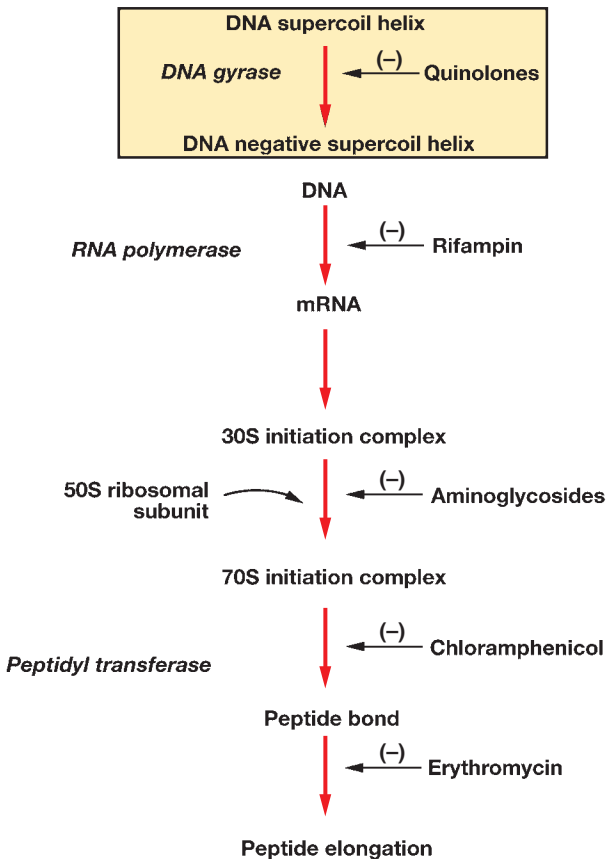 DNA supercoil helix
DNA gyrase
(–)
Quinolones
DNA negative supercoil helix
DNA
RNA polymerase
(–)
Rifampin
mRNA
30S initiation complex
50S ribosomal
subunit
(–)
Aminoglycosides
70S initiation complex
Peptidyl transferase
(–)
Chloramphenicol
Peptide bond
(–)
Erythromycin
Peptide elongation